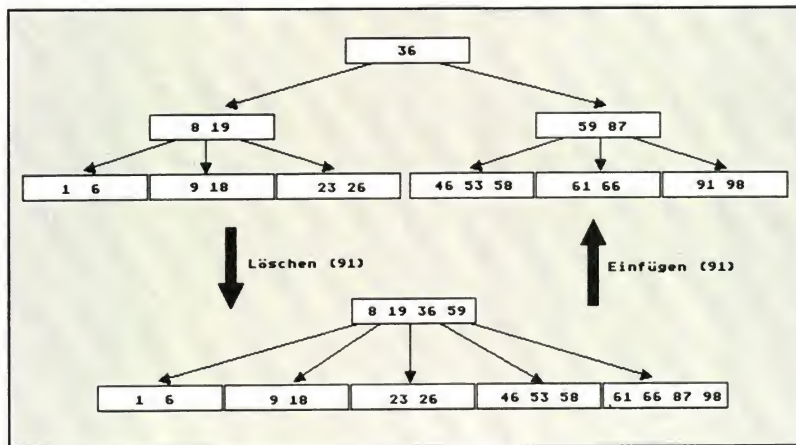 36
8 19
59 87
1 6
9 18
23 26
46 53 58
61 66
91 98
Löschen (91)
Einfügen (91)
8 19 36 59
1 6
9 18
23 26
46 53 58
61 66 87 98